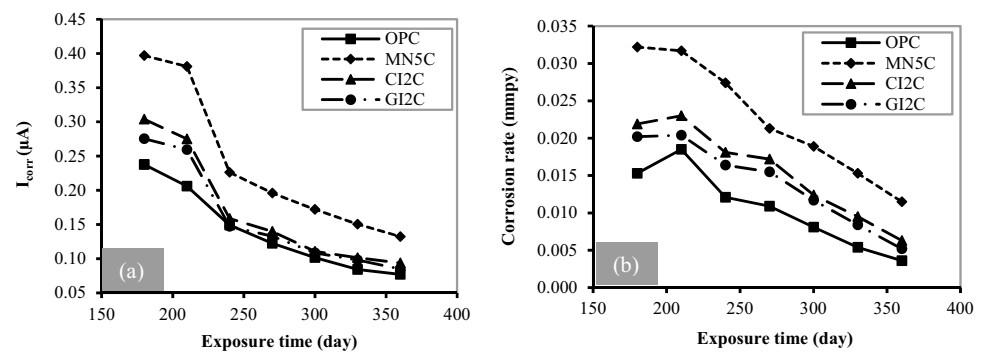 0.45
0.40
0.35
0.30
0.25
0.20
0.15
0.10
0.05
I_corr (μA)
OPC
MN5C
CI2C
GI2C
(a)
150 200 250 300 350 400
Exposure time (day)
0.035
0.030
0.025
0.020
0.015
0.010
0.005
0.000
Corrosion rate (mmpy)
OPC
MN5C
CI2C
GI2C
(b)
150 200 250 300 350 400
Exposure time (day)